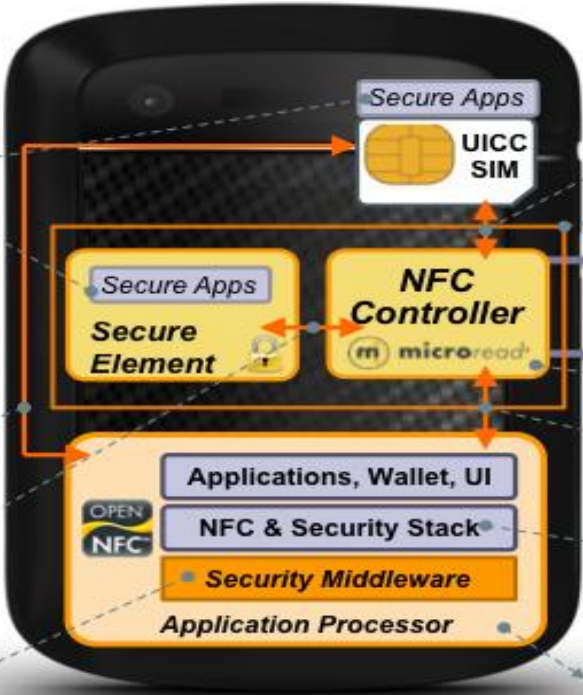 Secure Apps
UICC
SIM
Secure Apps
Secure
Element
NFC
Controller
m microread
OPEN
NFC
Applications, Wallet, UI
NFC & Security Stack
Security Middleware
Application Processor